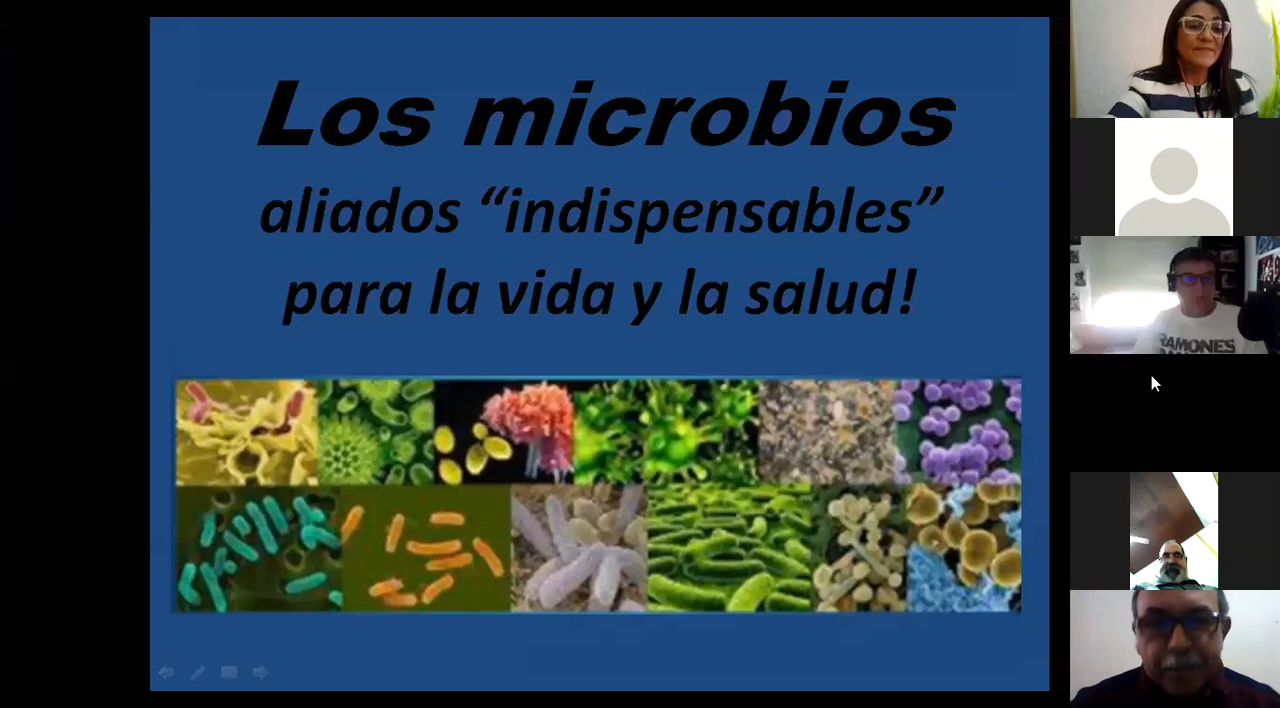 Los microbios
aliados “indispensables”
para la vida y la salud!
RAMONES